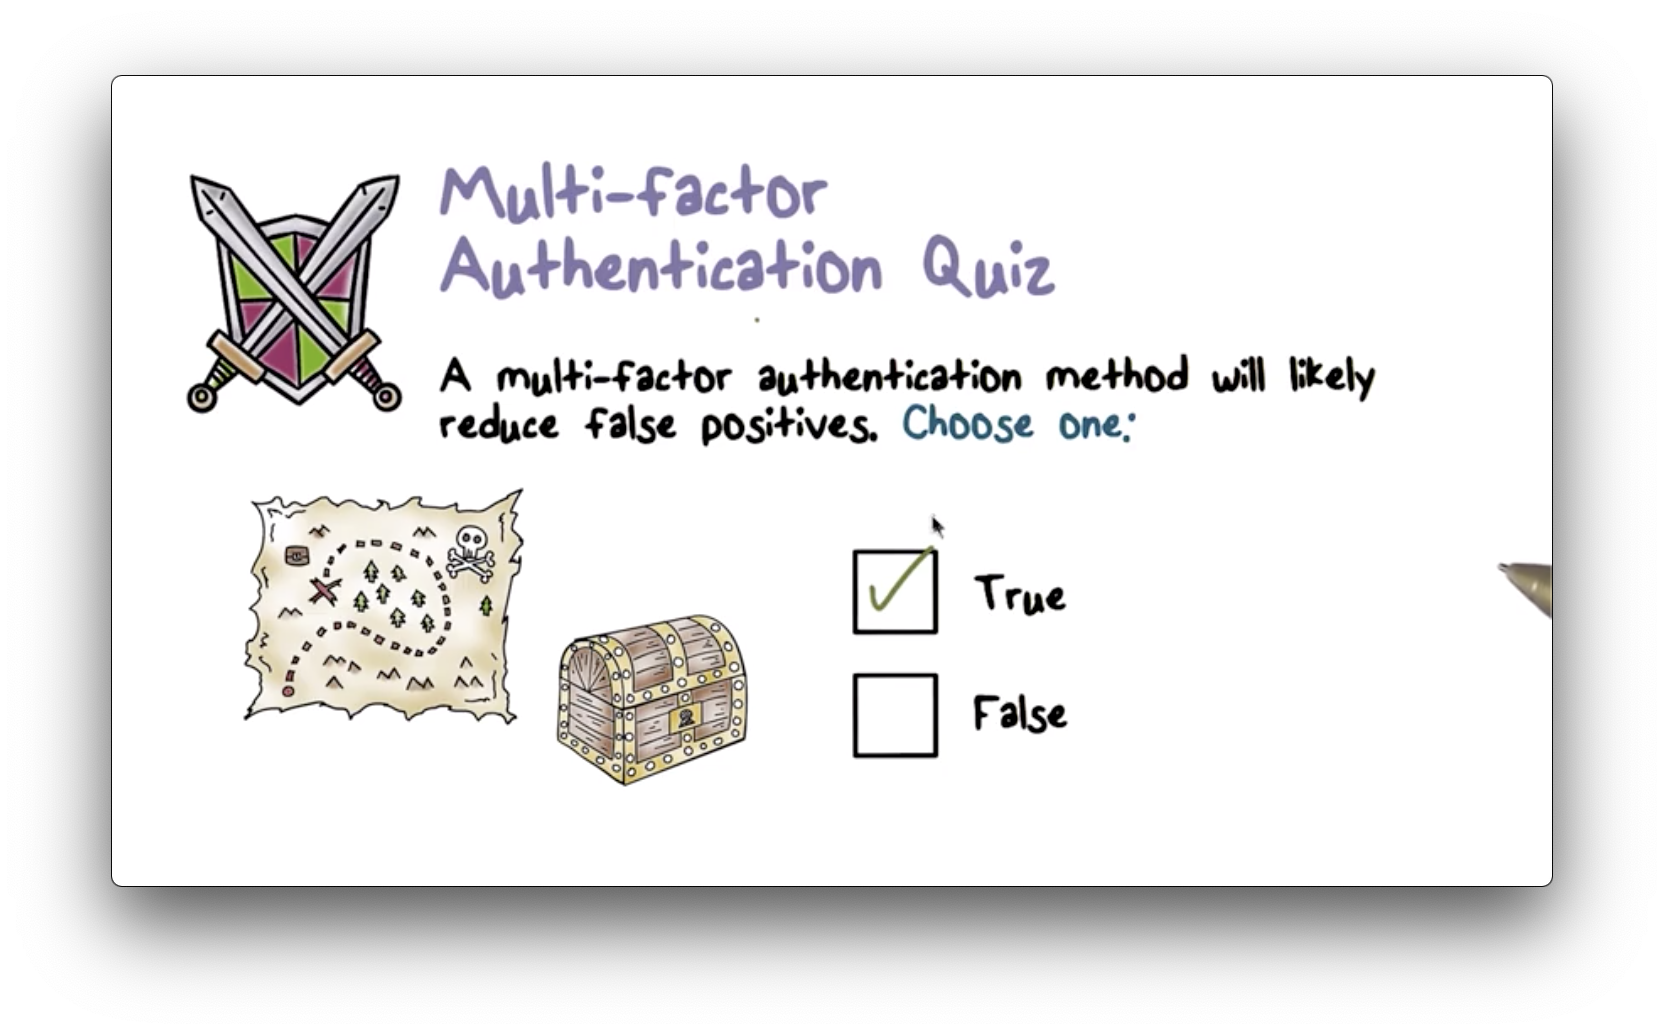 Multi-factor
Authentication Quiz
A multi-factor authentication method will likely
reduce false positives. Choose one:
True
False